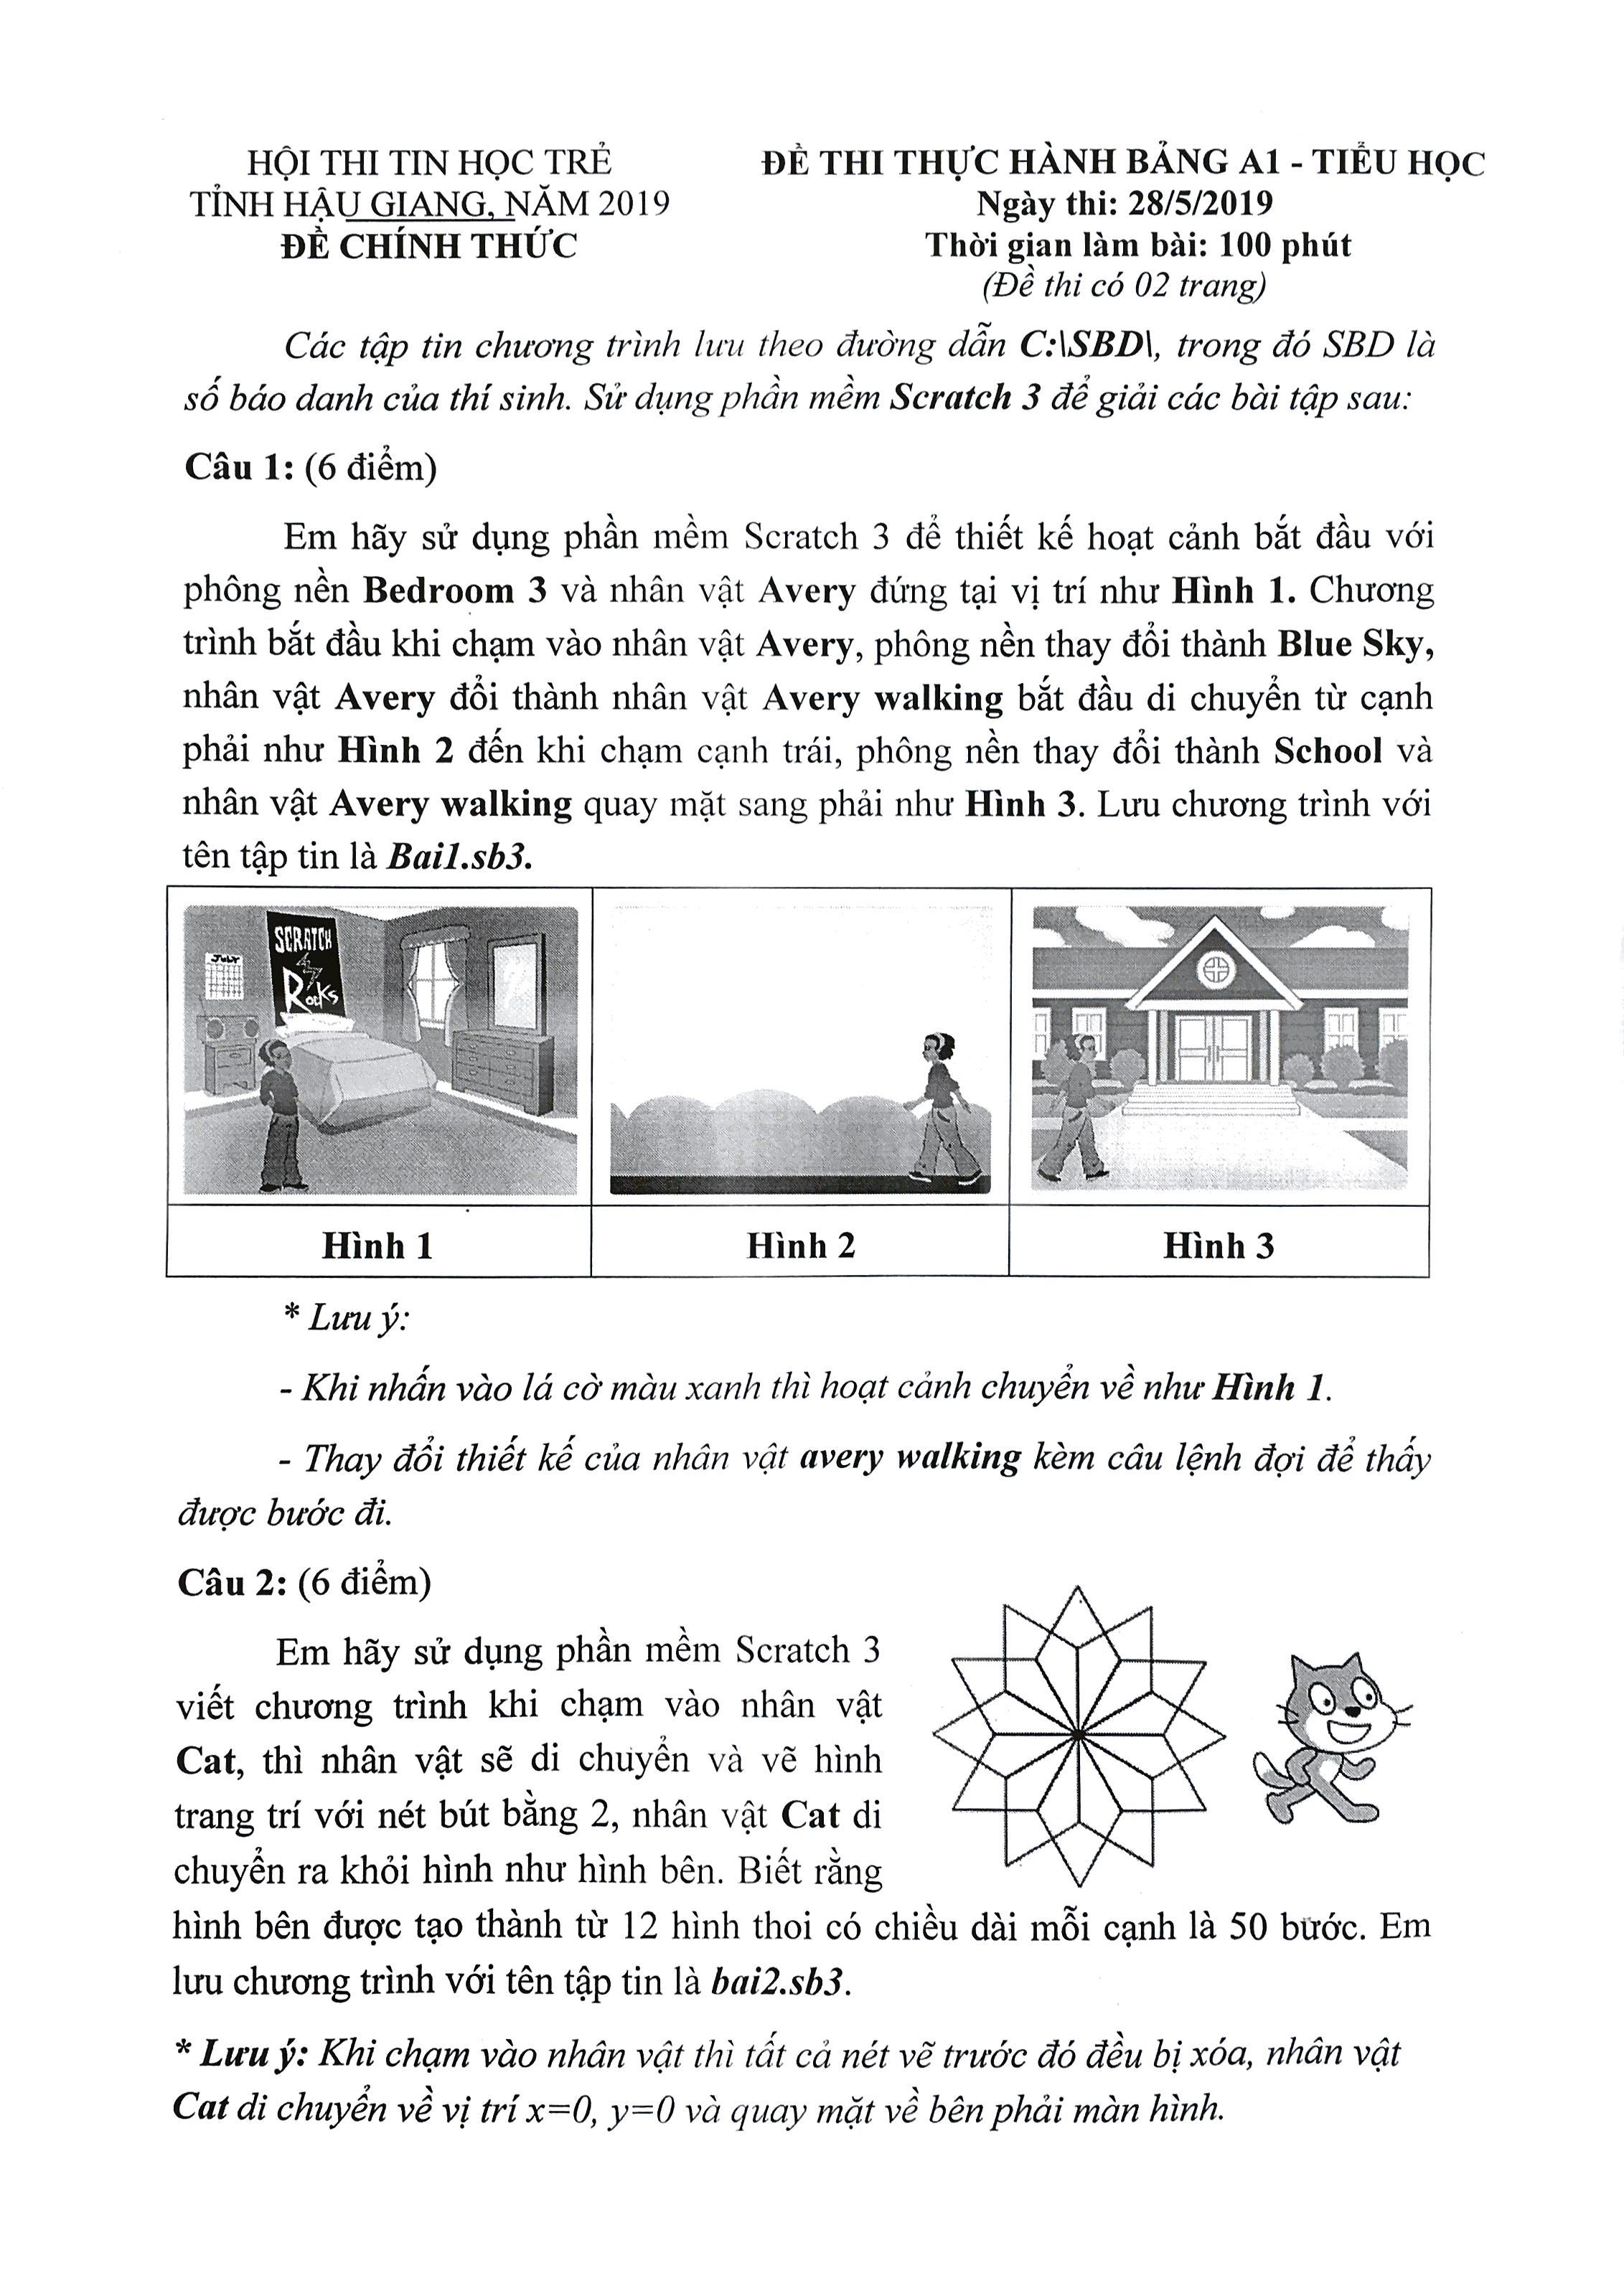 HỘI THI TIN HỌC TRẺ
TỈNH HẬU GIANG, NĂM 2019
ĐỀ CHÍNH THỨC
ĐỀ THI THỰC HÀNH BẢNG A1 - TIỂU HỌC
Ngày thi: 28/5/2019
Thời gian làm bài: 100 phút
(Đề thi có 02 trang)
Các tập tin chương trình lưu theo đường dẫn C:\SBD\, trong đó SBD là
số báo danh của thí sinh. Sử dụng phần mềm Scratch 3 để giải các bài tập sau:
Câu 1: (6 điểm)
Em hãy sử dụng phần mềm Scratch 3 để thiết kế hoạt cảnh bắt đầu với
phông nền Bedroom 3 và nhân vật Avery đứng tại vị trí như Hình 1. Chương
trình bắt đầu khi chạm vào nhân vật Avery, phông nền thay đổi thành Blue Sky,
nhân vật Avery đổi thành nhân vật Avery walking bắt đầu di chuyển từ cạnh
phải như Hình 2 đến khi chạm cạnh trái, phông nền thay đổi thành School và
nhân vật Avery walking quay mặt sang phải như Hình 3. Lưu chương trình với
tên tập tin là Bai1.sb3.
JULY
SCRATCH
Rocks
Hình 1
Hình 2
Hình 3
* Lưu ý:
- Khi nhấn vào lá cờ màu xanh thì hoạt cảnh chuyển về như Hình 1.
- Thay đổi thiết kế của nhân vật avery walking kèm câu lệnh đợi để thấy
được bước đi.
Câu 2: (6 điểm)
Em hãy sử dụng phần mềm Scratch 3
viết chương trình khi chạm vào nhân vật
Cat, thì nhân vật sẽ di chuyển và vẽ hình
trang trí với nét bút bằng 2, nhân vật Cat di
chuyển ra khỏi hình như hình bên. Biết rằng
hình bên được tạo thành từ 12 hình thoi có chiều dài mỗi cạnh là 50 bước. Em
lưu chương trình với tên tập tin là bai2.sb3.
* Lưu ý: Khi chạm vào nhân vật thì tất cả nét vẽ trước đó đều bị xóa, nhân vật
Cat di chuyển về vị trí x=0, y=0 và quay mặt về bên phải màn hình.